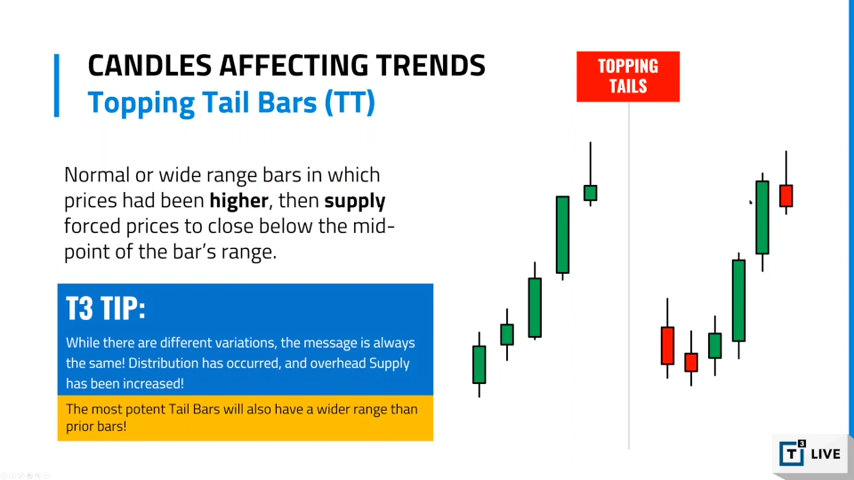 CANDLES AFFECTING TRENDS
Topping Tail Bars (TT)
TOPPING
TAILS
Normal or wide range bars in which
prices had been higher, then supply
forced prices to close below the mid-
point of the bar's range.
T3 TIP:
While there are different variations, the message is always
the same! Distribution has occurred, and overhead Supply
has been increased!
The most potent Tail Bars will also have a wider range than
prior bars!
T3 LIVE